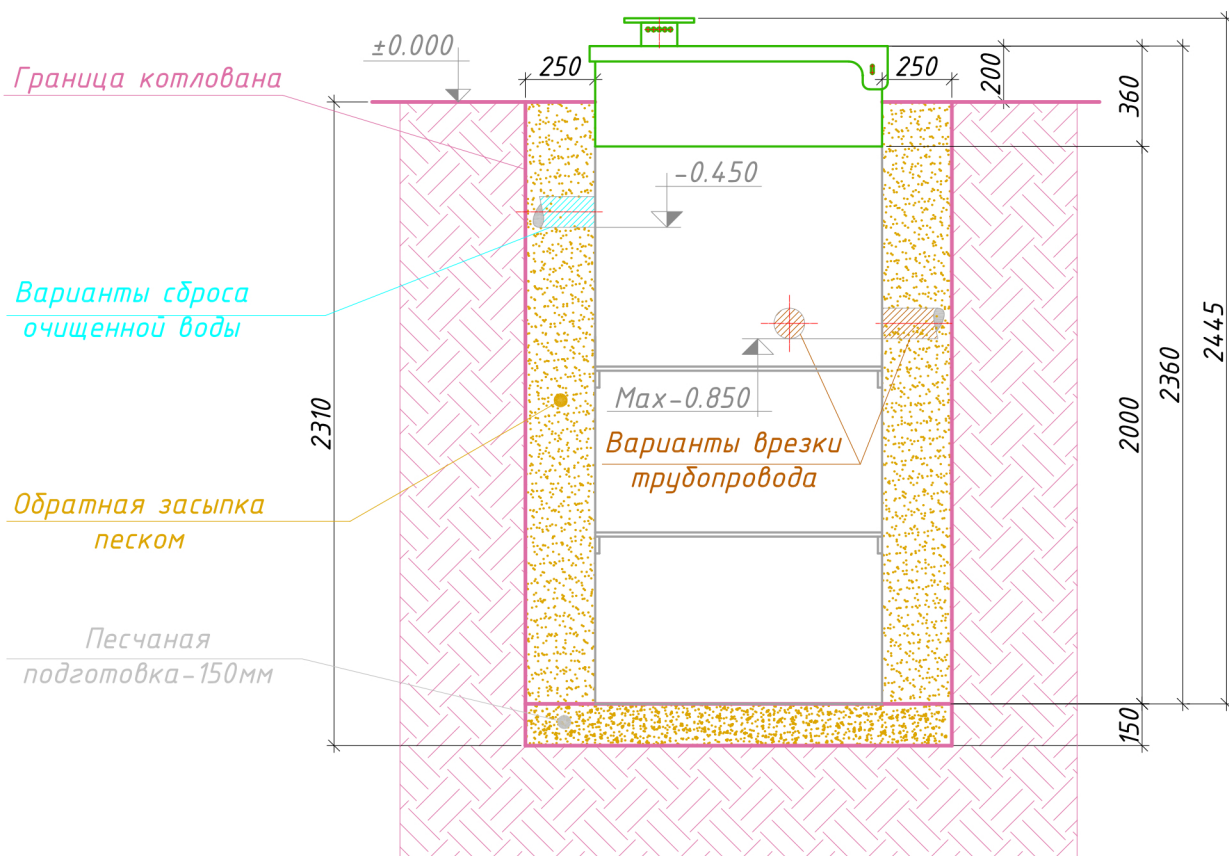 ±0.000
Граница котлована
250
250
200
360
-0.450
Варианты сброса
очищенной воды
2445
2360
2310
2000
Max-0.850
Варианты врезки
трубопровода
Обратная засыпка
песком
Песчаная
подготовка-150мм
150